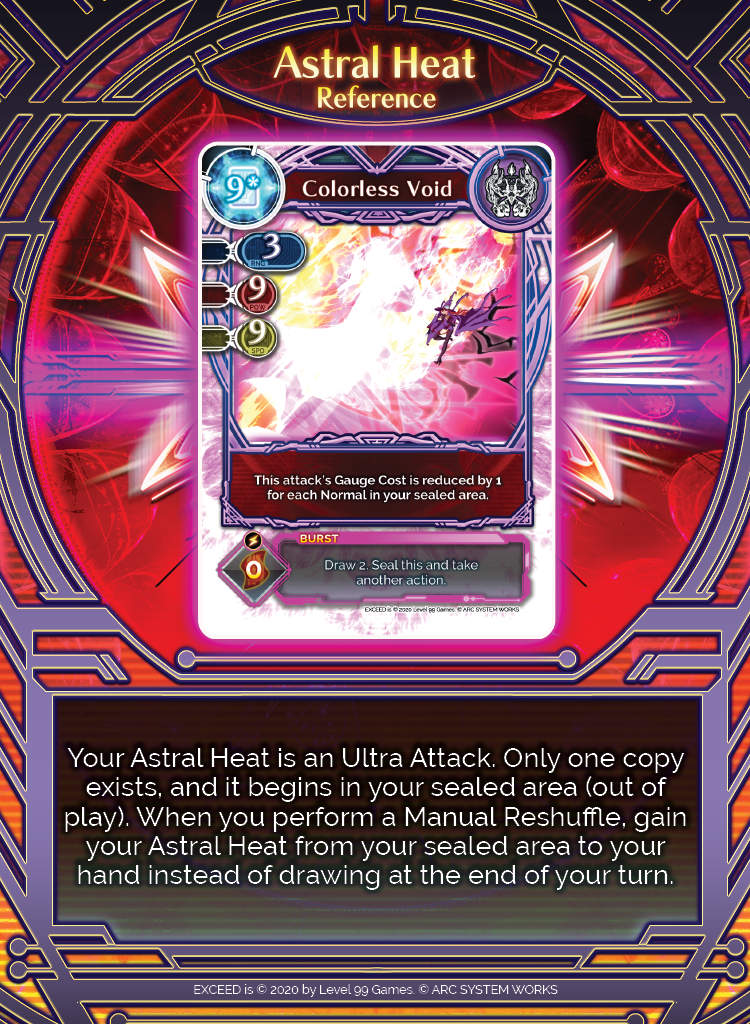 Astral Heat
Reference
9*
Colorless Void
3
RNG
9
POW
9
SPD
This attack's Gauge Cost is reduced by 1
for each Normal in your sealed area.
BURST
0
Draw 2. Seal this and take
another action.
EXCEED is © 2020 Level 99 Games. © ARC SYSTEM WORKS
Your Astral Heat is an Ultra Attack. Only one copy
exists, and it begins in your sealed area (out of
play). When you perform a Manual Reshuffle, gain
your Astral Heat from your sealed area to your
hand instead of drawing at the end of your turn.
EXCEED is © 2020 by Level 99 Games. © ARC SYSTEM WORKS